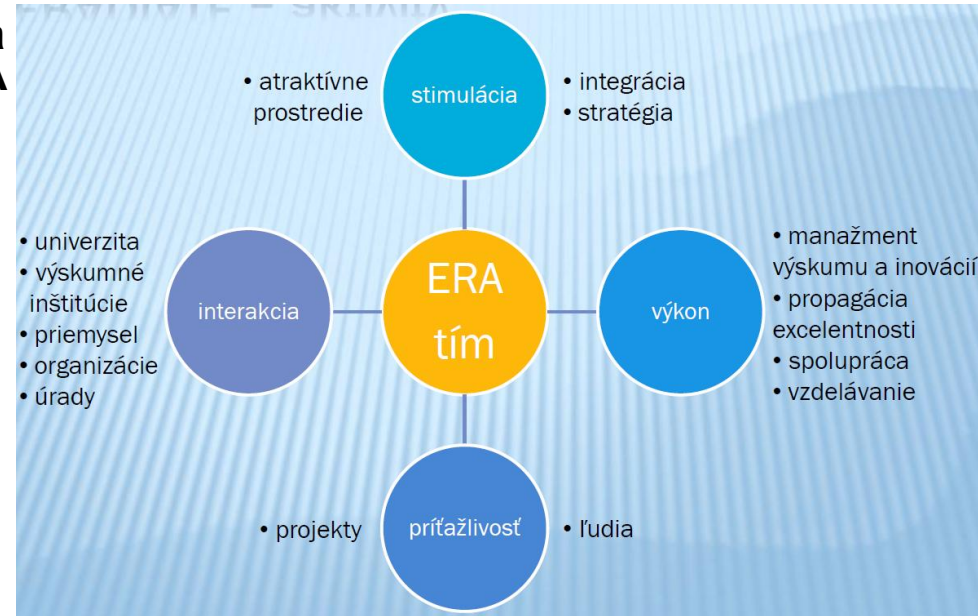 • atraktívne
prostredie
stimulácia
• integrácia
• stratégia
• univerzita
• výskumné
inštitúcie
• priemysel
• organizácie
• úrady
interakcia
ERA
tím
výkon
• manažment
výskumu a inovácií
• propagácia
excelentnosti
• spolupráca
• vzdelávanie
• projekty
príťažlivosť
• ľudia